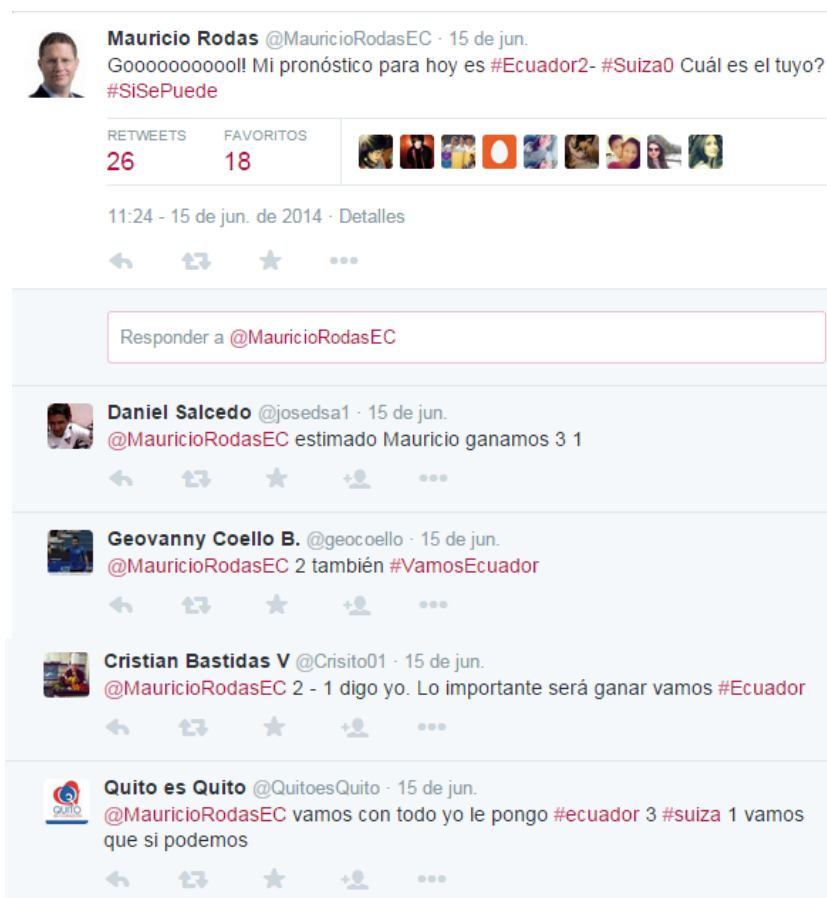 Mauricio Rodas @MauricioRodasEC · 15 de jun.
Gooooooooool! Mi pronóstico para hoy es #Ecuador2- #Suiza0 Cuál es el tuyo?
#SiSePuede
RETWEETS FAVORITOS
26 18
11:24 - 15 de jun. de 2014 · Detalles
Responder a @MauricioRodasEC
Daniel Salcedo @josedsa1 · 15 de jun.
@MauricioRodasEC estimado Mauricio ganamos 3 1
Geovanny Coello B. @geocoello · 15 de jun.
@MauricioRodasEC 2 también #VamosEcuador
Cristian Bastidas V @Crisito01 · 15 de jun.
@MauricioRodasEC 2 - 1 digo yo. Lo importante será ganar vamos #Ecuador
Quito es Quito @QuitoesQuito · 15 de jun.
QUITO
@MauricioRodasEC vamos con todo yo le pongo #ecuador 3 #suiza 1 vamos
que si podemos